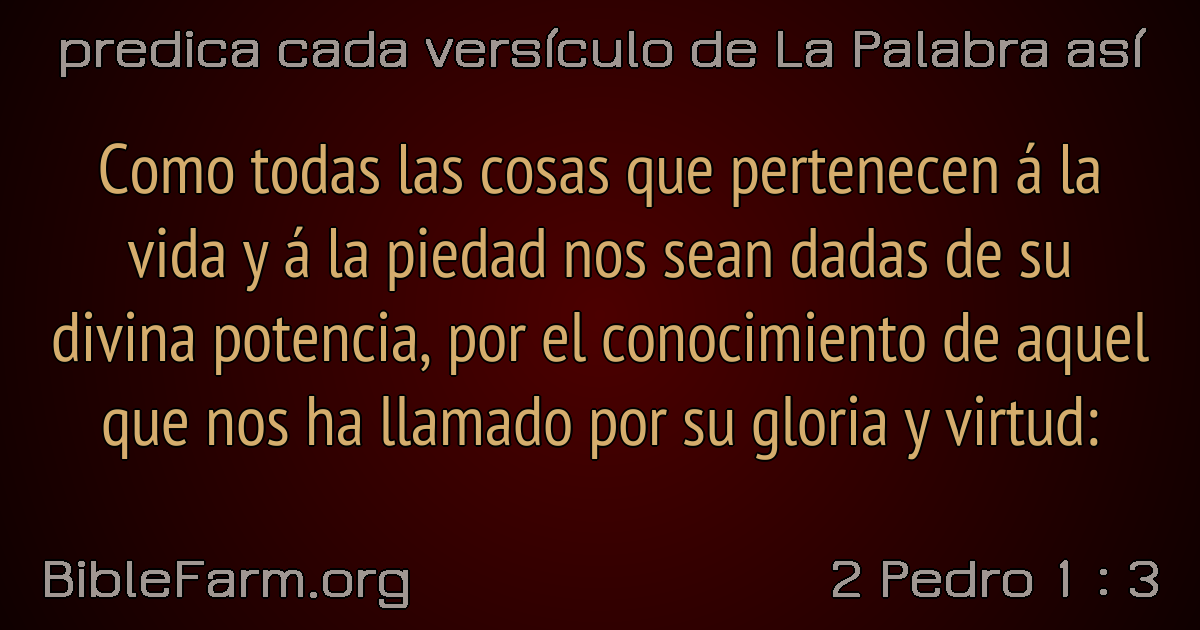 predica cada versículo de La Palabra así
Como todas las cosas que pertenecen á la
vida y á la piedad nos sean dadas de su
divina potencia, por el conocimiento de aquel
que nos ha llamado por su gloria y virtud:
BibleFarm.org
2 Pedro 1 : 3